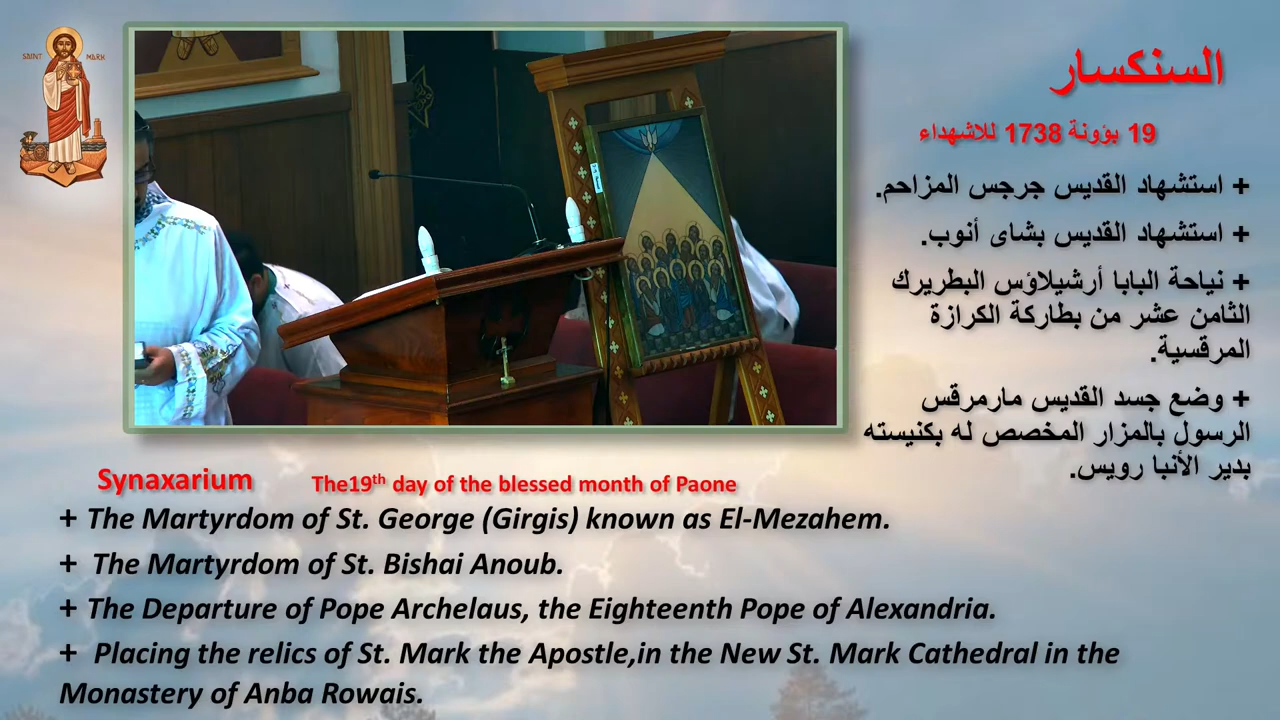 SAINT MARK
السنكسار
19 بؤونة 1738 للاشهداء
+ استشهاد القديس جرجس المزاحم.
+ استشهاد القديس بشاى أنوب.
+ نياحة البابا أرشيلاؤس البطريرك
الثامن عشر من بطاركة الكرازة
المرقسية.
+ وضع جسد القديس مارمرقس
الرسول بالمزار المخصص له بكنيسته
بدير الأنبا رويس.
Synaxarium The19th day of the blessed month of Paone
+ The Martyrdom of St. George (Girgis) known as El-Mezahem.
+ The Martyrdom of St. Bishai Anoub.
+ The Departure of Pope Archelaus, the Eighteenth Pope of Alexandria.
+ Placing the relics of St. Mark the Apostle,in the New St. Mark Cathedral in the
Monastery of Anba Rowais.